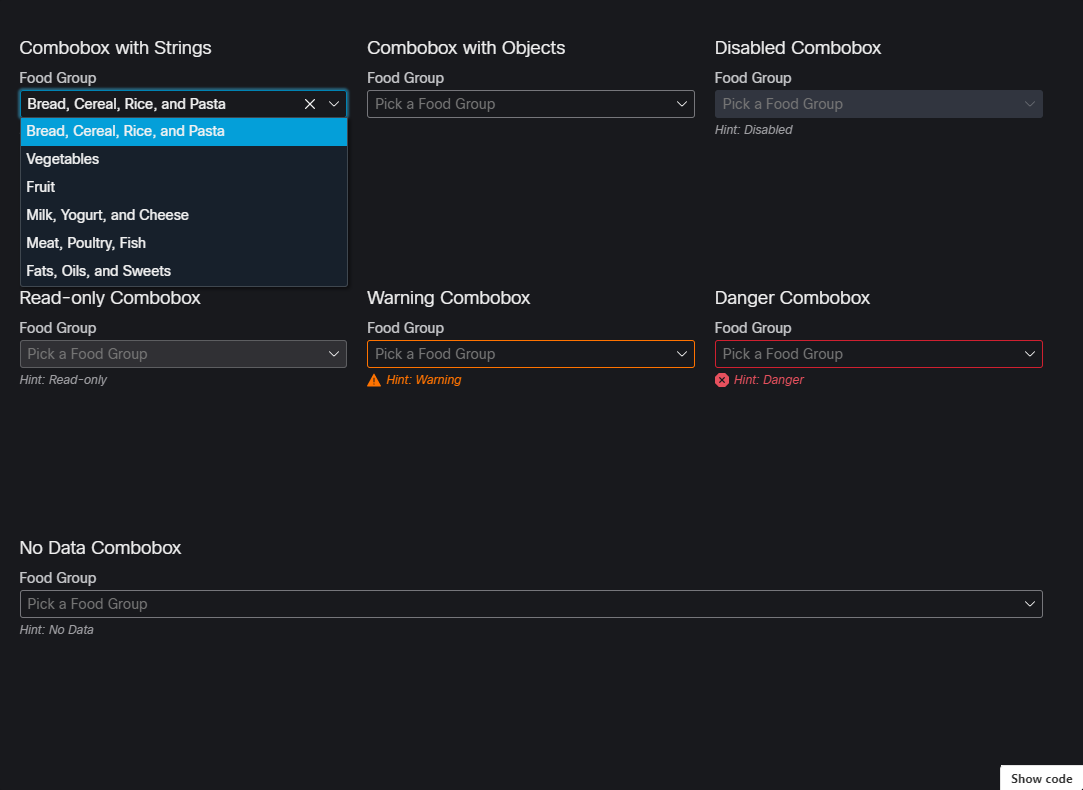 Combobox with Strings
Food Group
Bread, Cereal, Rice, and Pasta
Bread, Cereal, Rice, and Pasta
Vegetables
Fruit
Milk, Yogurt, and Cheese
Meat, Poultry, Fish
Fats, Oils, and Sweets
Combobox with Objects
Food Group
Pick a Food Group
Disabled Combobox
Food Group
Pick a Food Group
Hint: Disabled
Read-only Combobox
Food Group
Pick a Food Group
Hint: Read-only
Warning Combobox
Food Group
Pick a Food Group
Hint: Warning
Danger Combobox
Food Group
Pick a Food Group
Hint: Danger
No Data Combobox
Food Group
Pick a Food Group
Hint: No Data
Show code